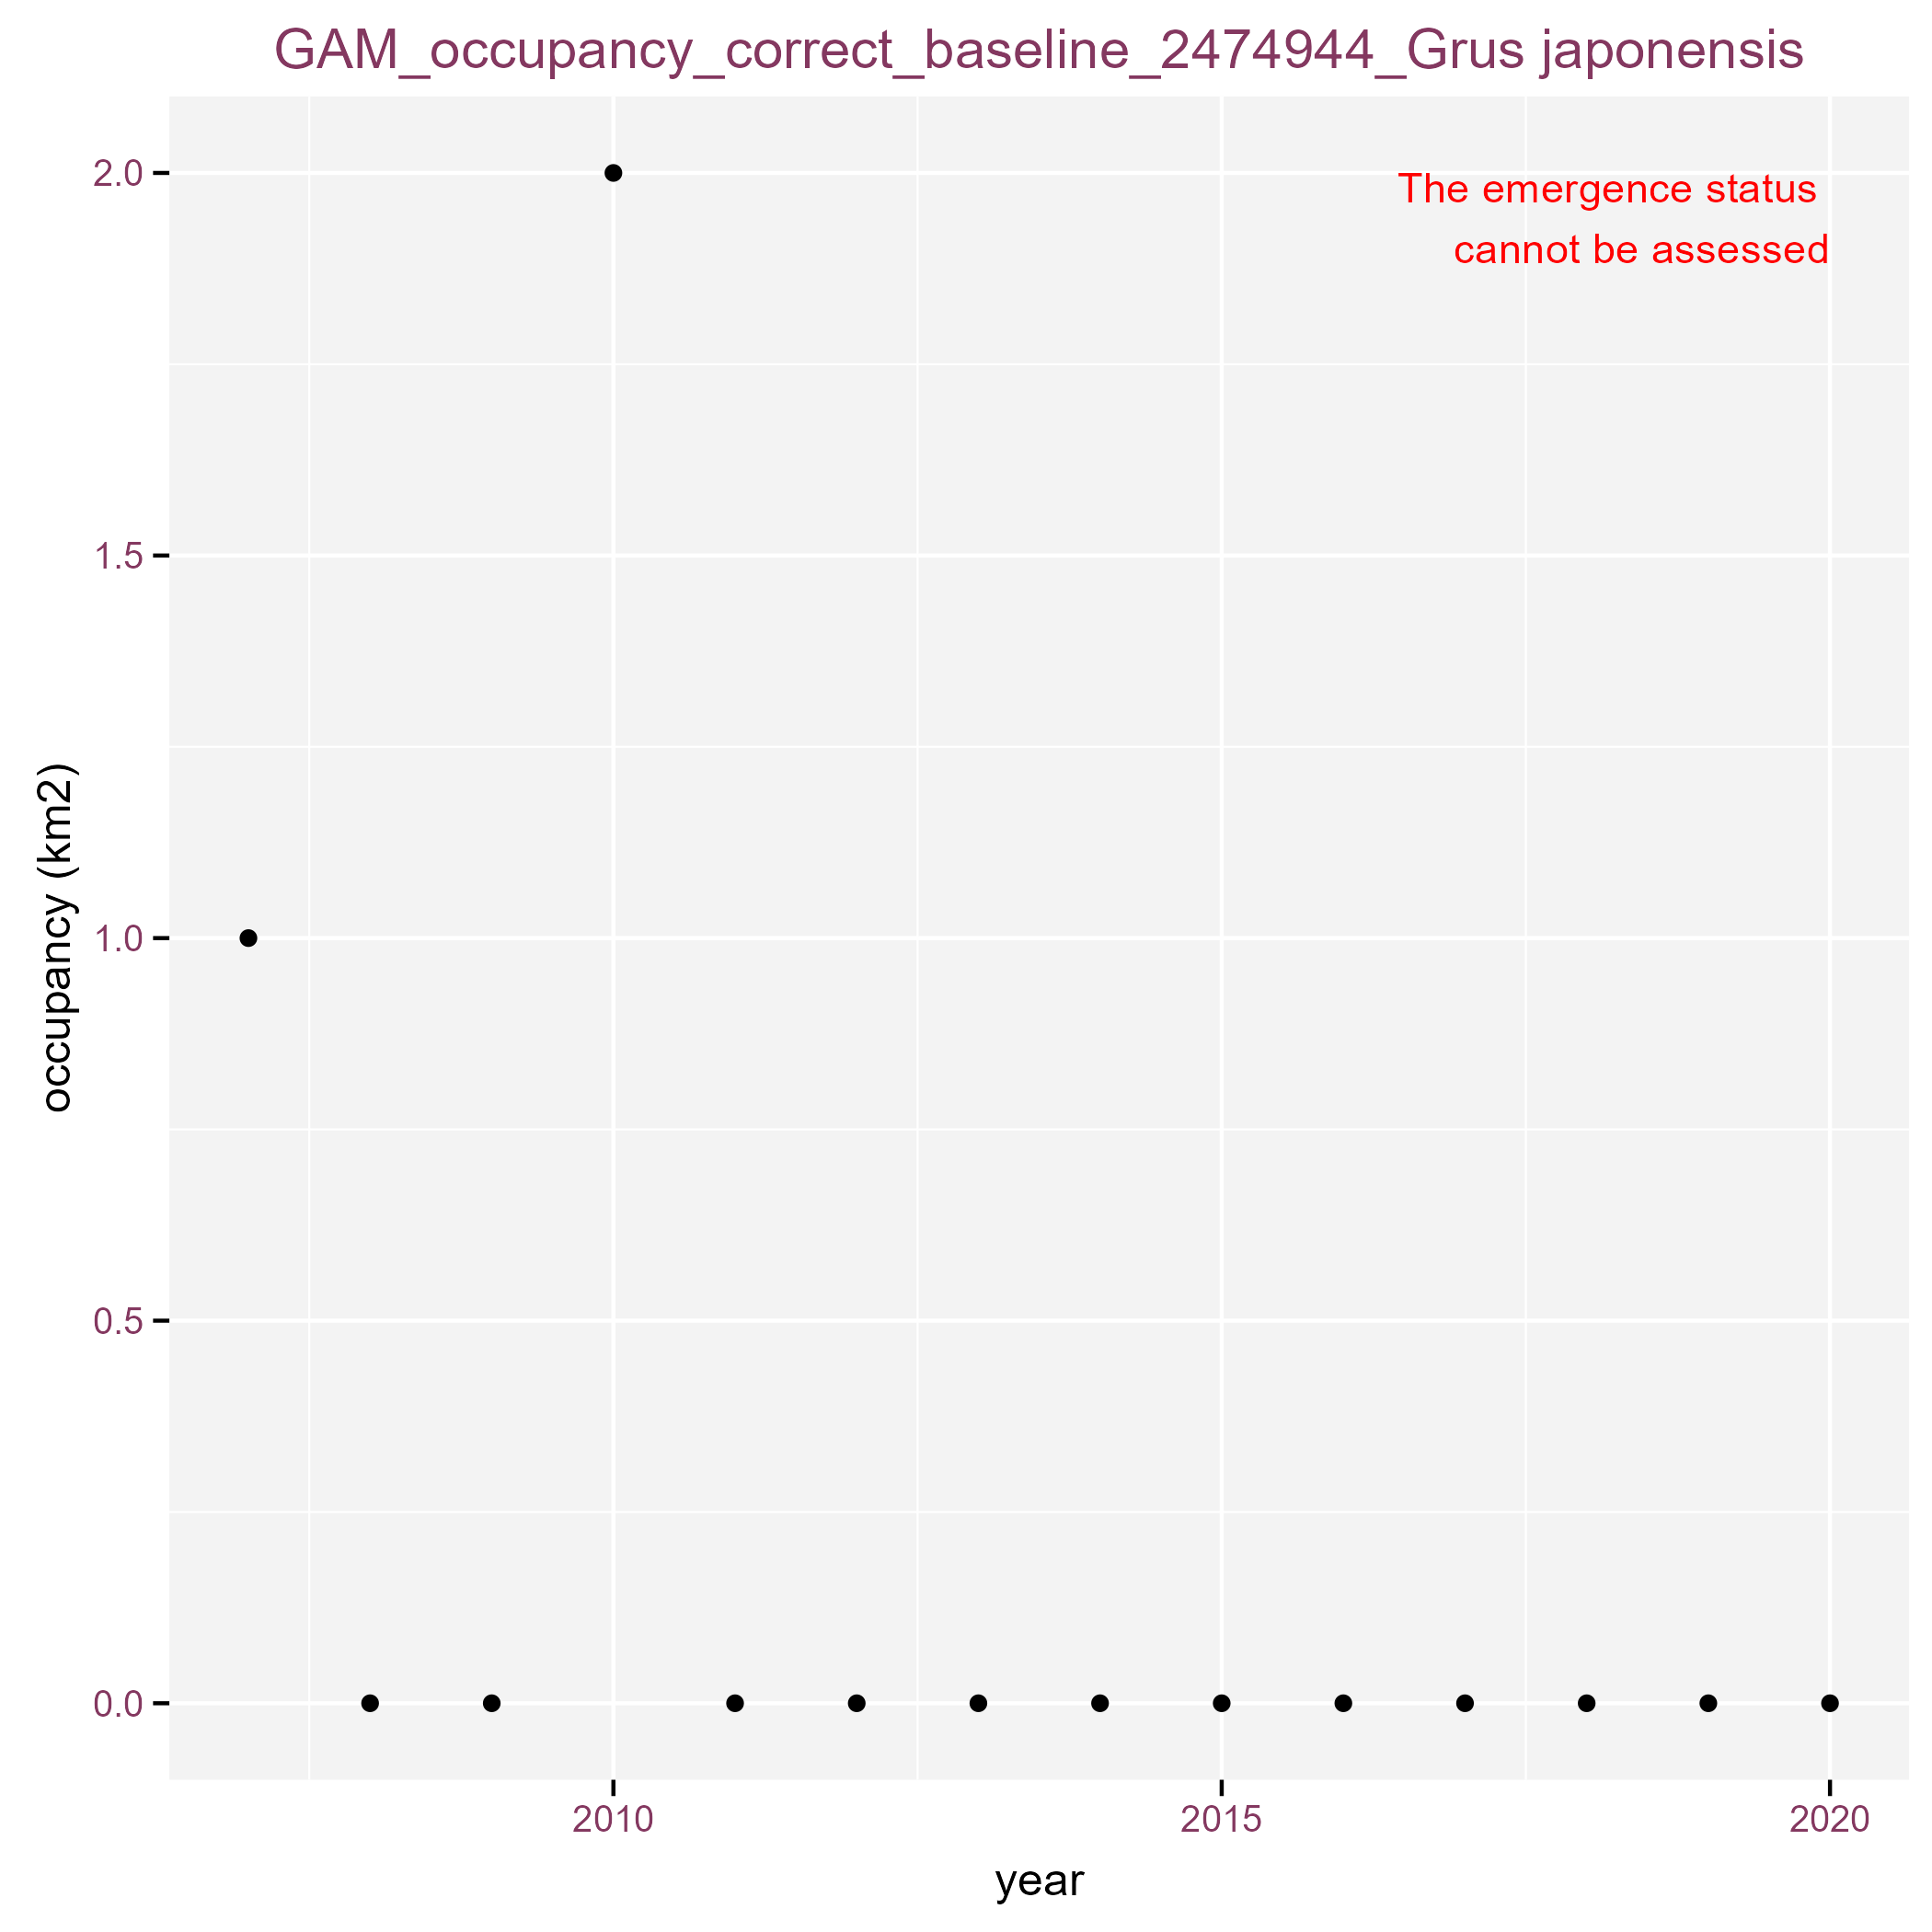 GAM_occupancy_correct_baseline_2474944_Grus japonensis
The emergence status
cannot be assessed
2.0
1.5
1.0
0.5
0.0
occupancy (km2)
2010
2015
2020
year